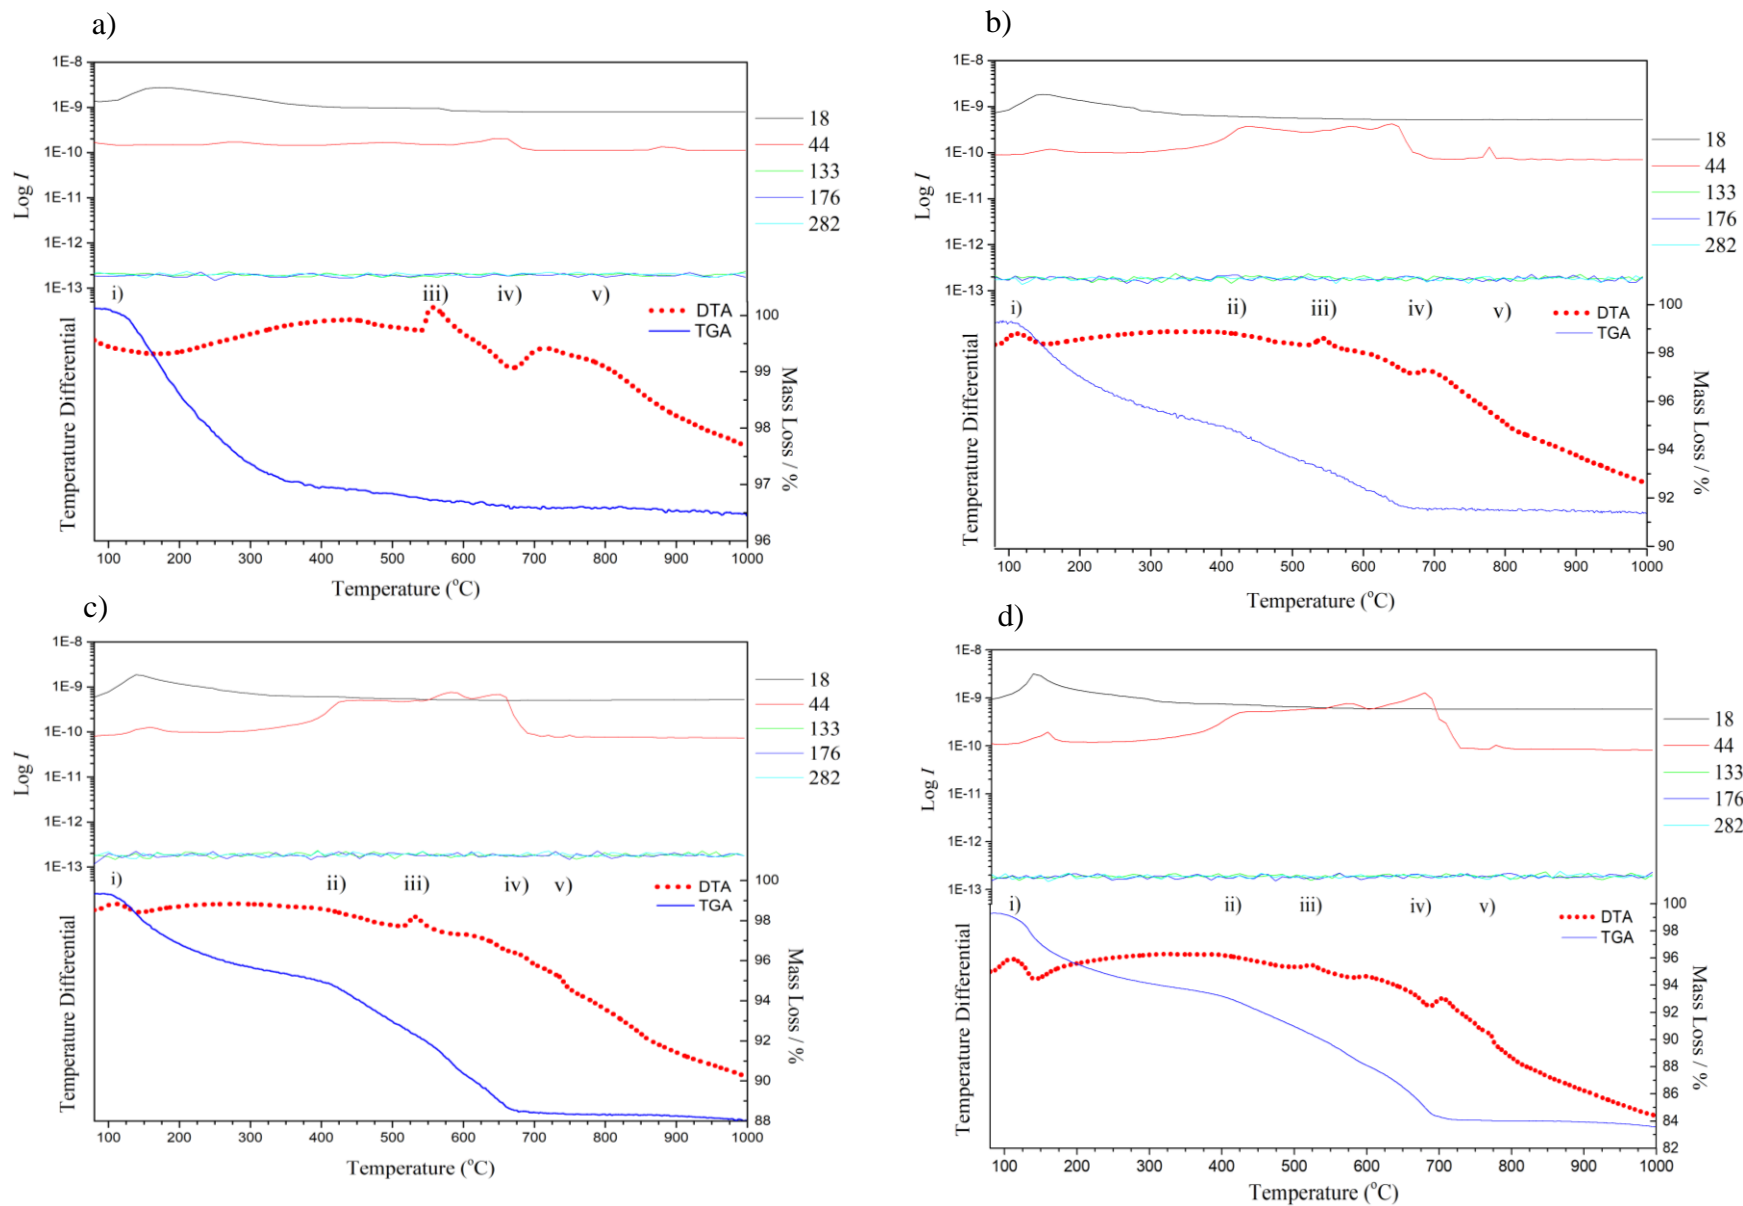 a)
1E-8
1E-9
1E-10
1E-11
1E-12
1E-13
Log I
18
44
133
176
282
i)
iii)
iv)
v)
DTA
TGA
100
99
98
97
96
Temperature Differential
Mass Loss / %
100 200 300 400 500 600 700 800 900 1000
Temperature (°C)
b)
1E-8
1E-9
1E-10
1E-11
1E-12
1E-13
Log I
18
44
133
176
282
i)
ii)
iii)
iv)
v)
DTA
TGA
100
98
96
94
92
90
Temperature Differential
Mass Loss / %
100 200 300 400 500 600 700 800 900 1000
Temperature (°C)
c)
1E-8
1E-9
1E-10
1E-11
1E-12
1E-13
Log I
18
44
133
176
282
i)
ii)
iii)
iv)
v)
DTA
TGA
100
98
96
94
92
90
88
Temperature Differential
Mass Loss / %
100 200 300 400 500 600 700 800 900 1000
Temperature (°C)
d)
1E-8
1E-9
1E-10
1E-11
1E-12
1E-13
Log I
18
44
133
176
282
i)
ii)
iii)
iv)
v)
DTA
TGA
100
98
96
94
92
90
88
86
84
82
Temperature Differential
Mass Loss / %
100 200 300 400 500 600 700 800 900 1000
Temperature (°C)